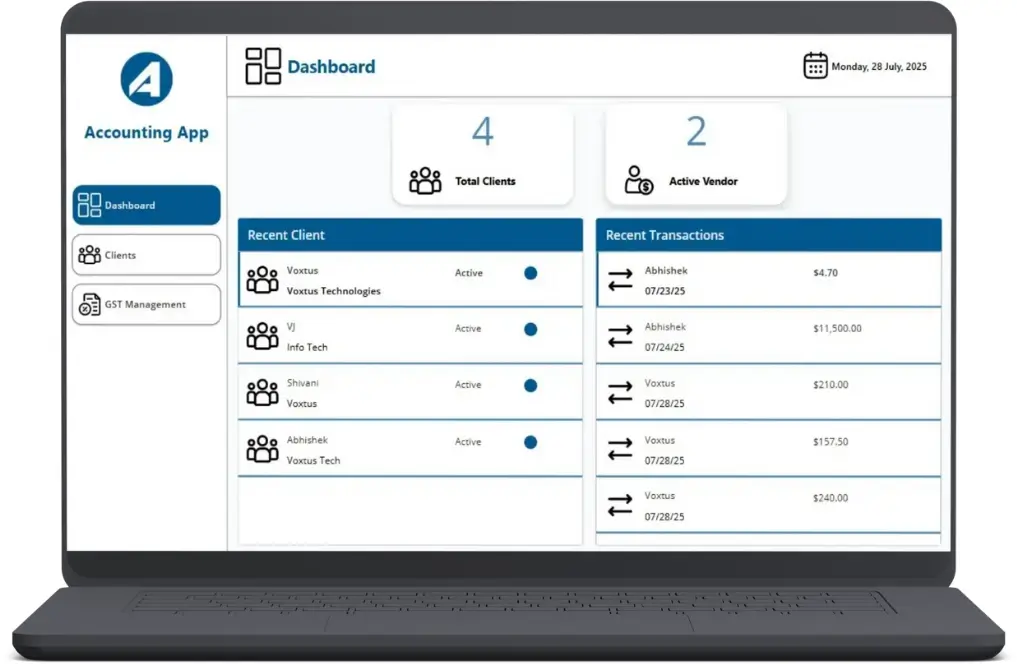 Accounting App
Dashboard
Clients
GST Management
Dashboard
Monday, 28 July, 2025
4
Total Clients
2
Active Vendor
Recent Client
Voxtus
Active
Voxtus Technologies
VJ
Active
Info Tech
Shivani
Active
Voxtus
Abhishek
Active
Voxtus Tech
Recent Transactions
Abhishek
$4.70
07/23/25
Abhishek
$11,500.00
07/24/25
Voxtus
$210.00
07/28/25
Voxtus
$157.50
07/28/25
Voxtus
$240.00
07/28/25